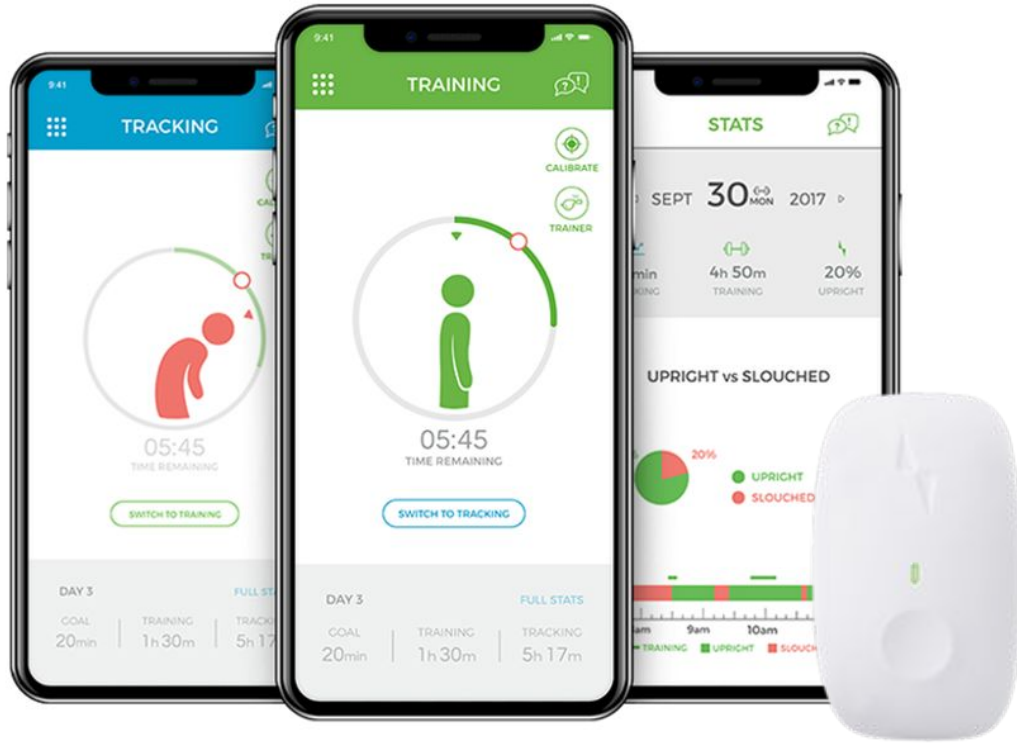 9:41
TRACKING
05:45
TIME REMAINING
SWITCH TO TRAINING
DAY 3
FULL
GOAL
TRAINING
20min
1h 30m
5h 17
9:41
TRAINING
CALIBRATE
TRAINER
05:45
TIME REMAINING
SWITCH TO TRACKING
DAY 3
FULL STATS
GOAL
TRAINING
TRACKING
20min
1h 30m
5h 17m
STATS
SEPT 30 MON 2017
min
4h 50m
20%
TRAINING
UPRIGHT
UPRIGHT vs SLOUCHED
20%
UPRIGHT
SLOUCHED
9am
10am
TRAINING
UPRIGHT